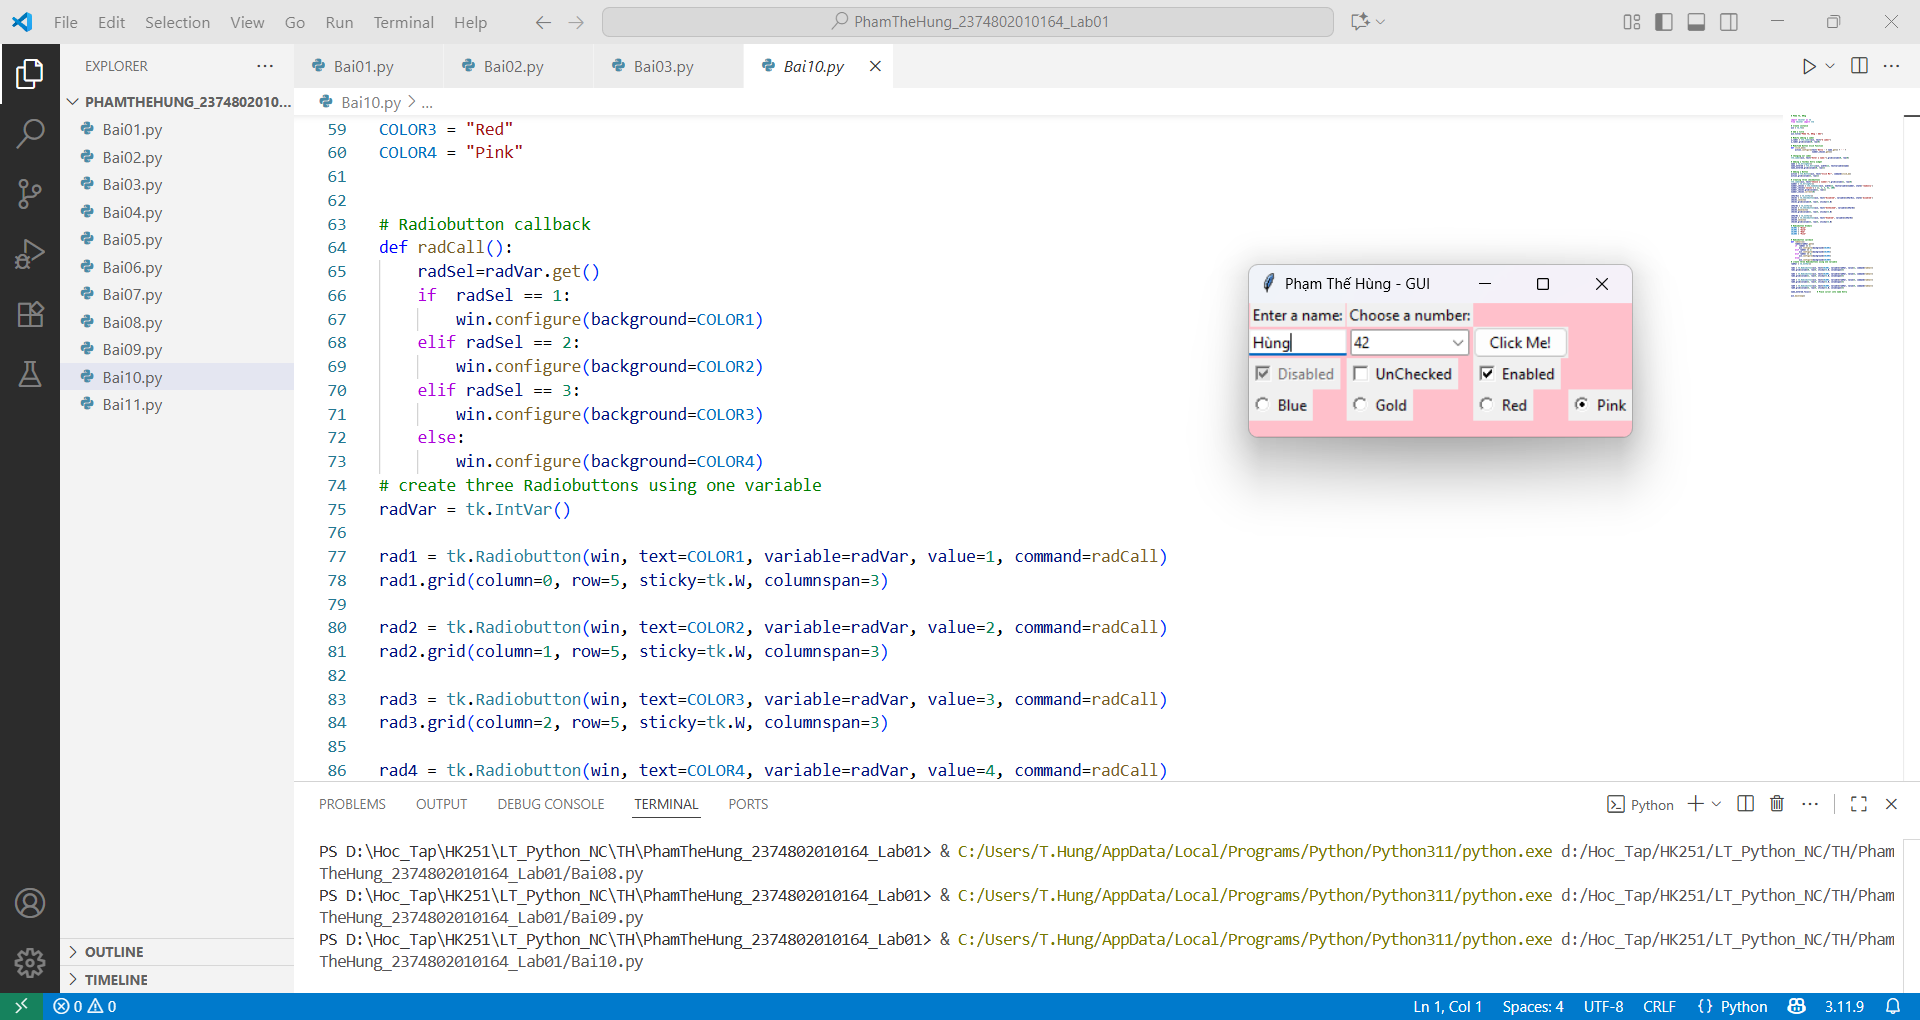 File Edit Selection View Go Run Terminal Help
PhamTheHung_2374802010164_Lab01
EXPLORER
PHAMTHEHUNG_2374802010...
Bai01.py
Bai02.py
Bai03.py
Bai04.py
Bai05.py
Bai06.py
Bai07.py
Bai08.py
Bai09.py
Bai10.py
Bai11.py
OUTLINE
TIMELINE
Bai01.py Bai02.py Bai03.py Bai10.py
Bai10.py > ...
59 COLOR3 = "Red"
60 COLOR4 = "Pink"
61
62
63 # Radiobutton callback
64 def radCall():
65 radSel=radVar.get()
66 if  radSel == 1:
67 win.configure(background=COLOR1)
68 elif radSel == 2:
69 win.configure(background=COLOR2)
70 elif radSel == 3:
71 win.configure(background=COLOR3)
72 else:
73 win.configure(background=COLOR4)
74 # create three Radiobuttons using one variable
75 radVar = tk.IntVar()
76
77 rad1 = tk.Radiobutton(win, text=COLOR1, variable=radVar, value=1, command=radCall)
78 rad1.grid(column=0, row=5, sticky=tk.W, columnspan=3)
79
80 rad2 = tk.Radiobutton(win, text=COLOR2, variable=radVar, value=2, command=radCall)
81 rad2.grid(column=1, row=5, sticky=tk.W, columnspan=3)
82
83 rad3 = tk.Radiobutton(win, text=COLOR3, variable=radVar, value=3, command=radCall)
84 rad3.grid(column=2, row=5, sticky=tk.W, columnspan=3)
85
86 rad4 = tk.Radiobutton(win, text=COLOR4, variable=radVar, value=4, command=radCall)
Phạm Thế Hùng - GUI
Enter a name: Choose a number:
Hùng 42 Click Me!
Disabled UnChecked Enabled
Blue Gold Red Pink
PROBLEMS OUTPUT DEBUG CONSOLE TERMINAL PORTS
Python
PS D:\Hoc_Tap\HK251\LT_Python_NC\TH\PhamTheHung_2374802010164_Lab01> & C:/Users/T.Hung/AppData/Local/Programs/Python/Python311/python.exe d:/Hoc_Tap/HK251/LT_Python_NC/TH/Pham
TheHung_2374802010164_Lab01/Bai08.py
PS D:\Hoc_Tap\HK251\LT_Python_NC\TH\PhamTheHung_2374802010164_Lab01> & C:/Users/T.Hung/AppData/Local/Programs/Python/Python311/python.exe d:/Hoc_Tap/HK251/LT_Python_NC/TH/Pham
TheHung_2374802010164_Lab01/Bai09.py
PS D:\Hoc_Tap\HK251\LT_Python_NC\TH\PhamTheHung_2374802010164_Lab01> & C:/Users/T.Hung/AppData/Local/Programs/Python/Python311/python.exe d:/Hoc_Tap/HK251/LT_Python_NC/TH/Pham
TheHung_2374802010164_Lab01/Bai10.py
0 0 Ln 1, Col 1 Spaces: 4 UTF-8 CRLF {} Python 3.11.9